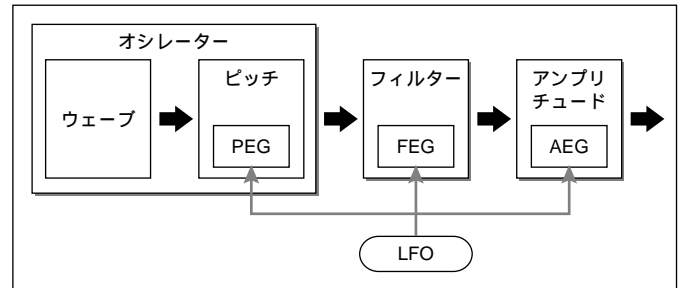 オシレーター
ウェーブ
ピッチ
PEG
フィルター
FEG
アンプリ
チュード
AEG
LFO